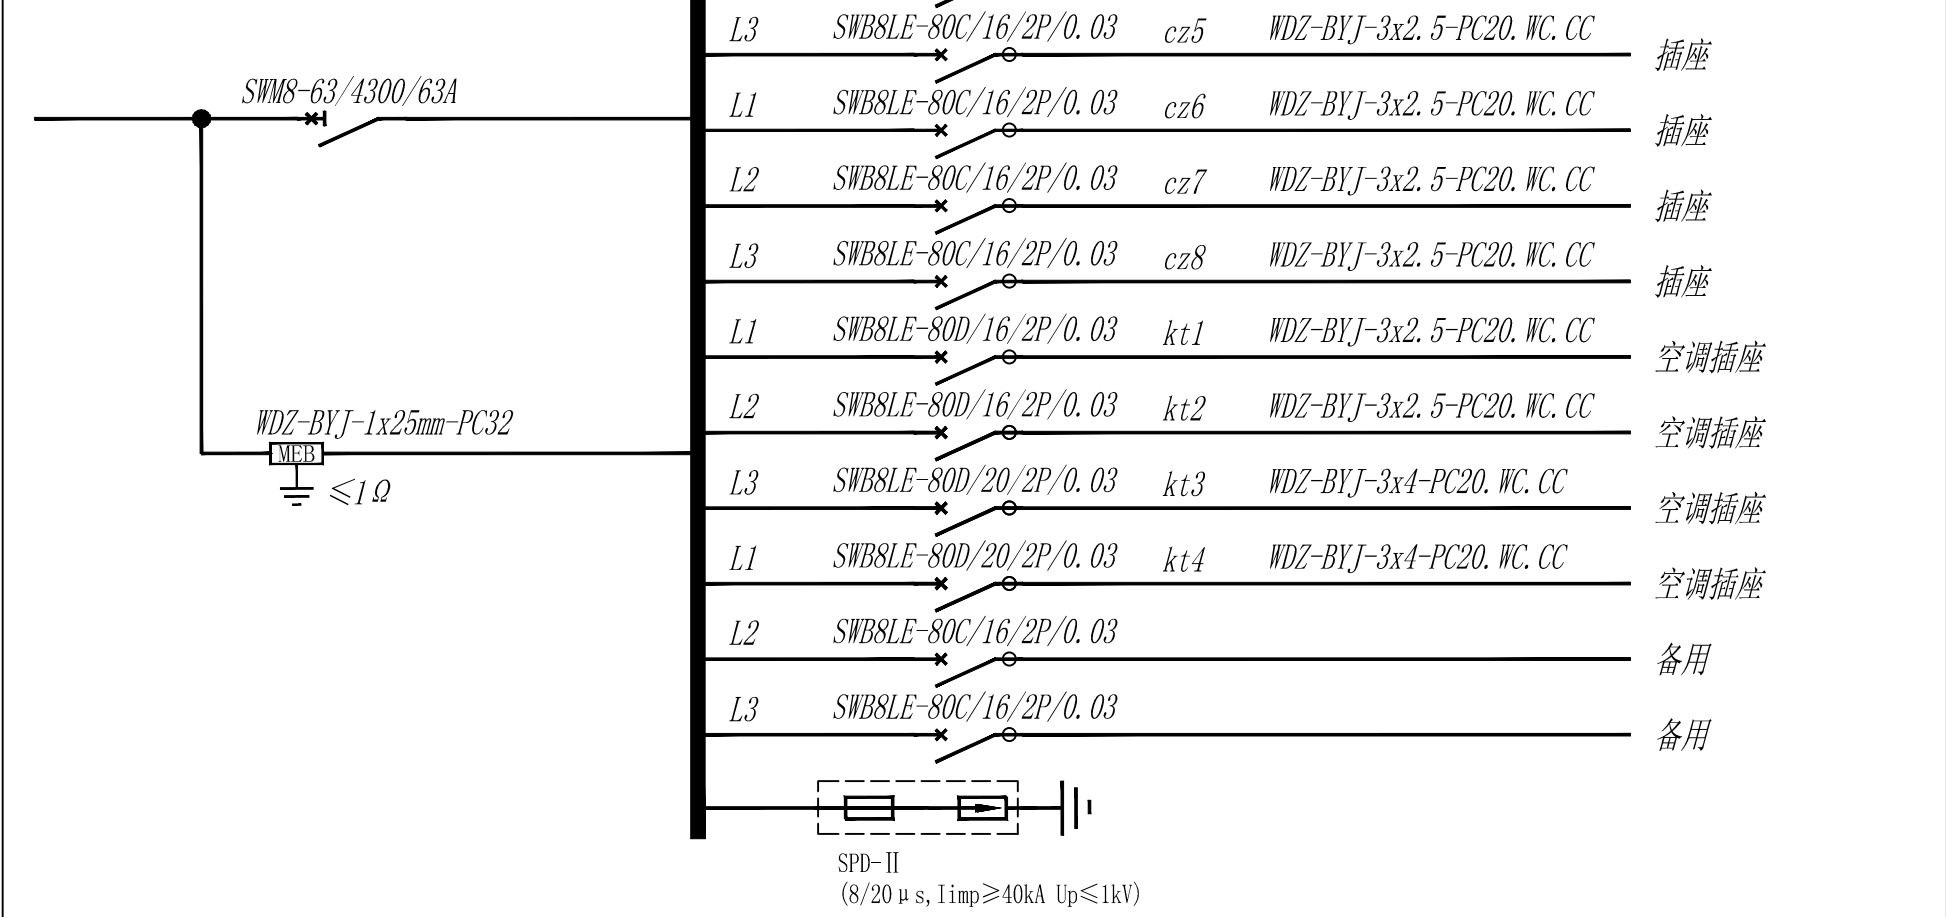 L3 SWB8LE-80C/16/2P/0.03 cz5 WDZ-BYJ-3x2.5-PC20.WC.CC 插座
SWM8-63/4300/63A
L1 SWB8LE-80C/16/2P/0.03 cz6 WDZ-BYJ-3x2.5-PC20.WC.CC 插座
L2 SWB8LE-80C/16/2P/0.03 cz7 WDZ-BYJ-3x2.5-PC20.WC.CC 插座
L3 SWB8LE-80C/16/2P/0.03 cz8 WDZ-BYJ-3x2.5-PC20.WC.CC 插座
L1 SWB8LE-80D/16/2P/0.03 kt1 WDZ-BYJ-3x2.5-PC20.WC.CC 空调插座
L2 SWB8LE-80D/16/2P/0.03 kt2 WDZ-BYJ-3x2.5-PC20.WC.CC 空调插座
WDZ-BYJ-1x25mm-PC32
MEB
≤1Ω
L3 SWB8LE-80D/20/2P/0.03 kt3 WDZ-BYJ-3x4-PC20.WC.CC 空调插座
L1 SWB8LE-80D/20/2P/0.03 kt4 WDZ-BYJ-3x4-PC20.WC.CC 空调插座
L2 SWB8LE-80C/16/2P/0.03 备用
L3 SWB8LE-80C/16/2P/0.03 备用
SPD-Ⅱ
(8/20μs,Iimp≥40kA Up≤1kV)